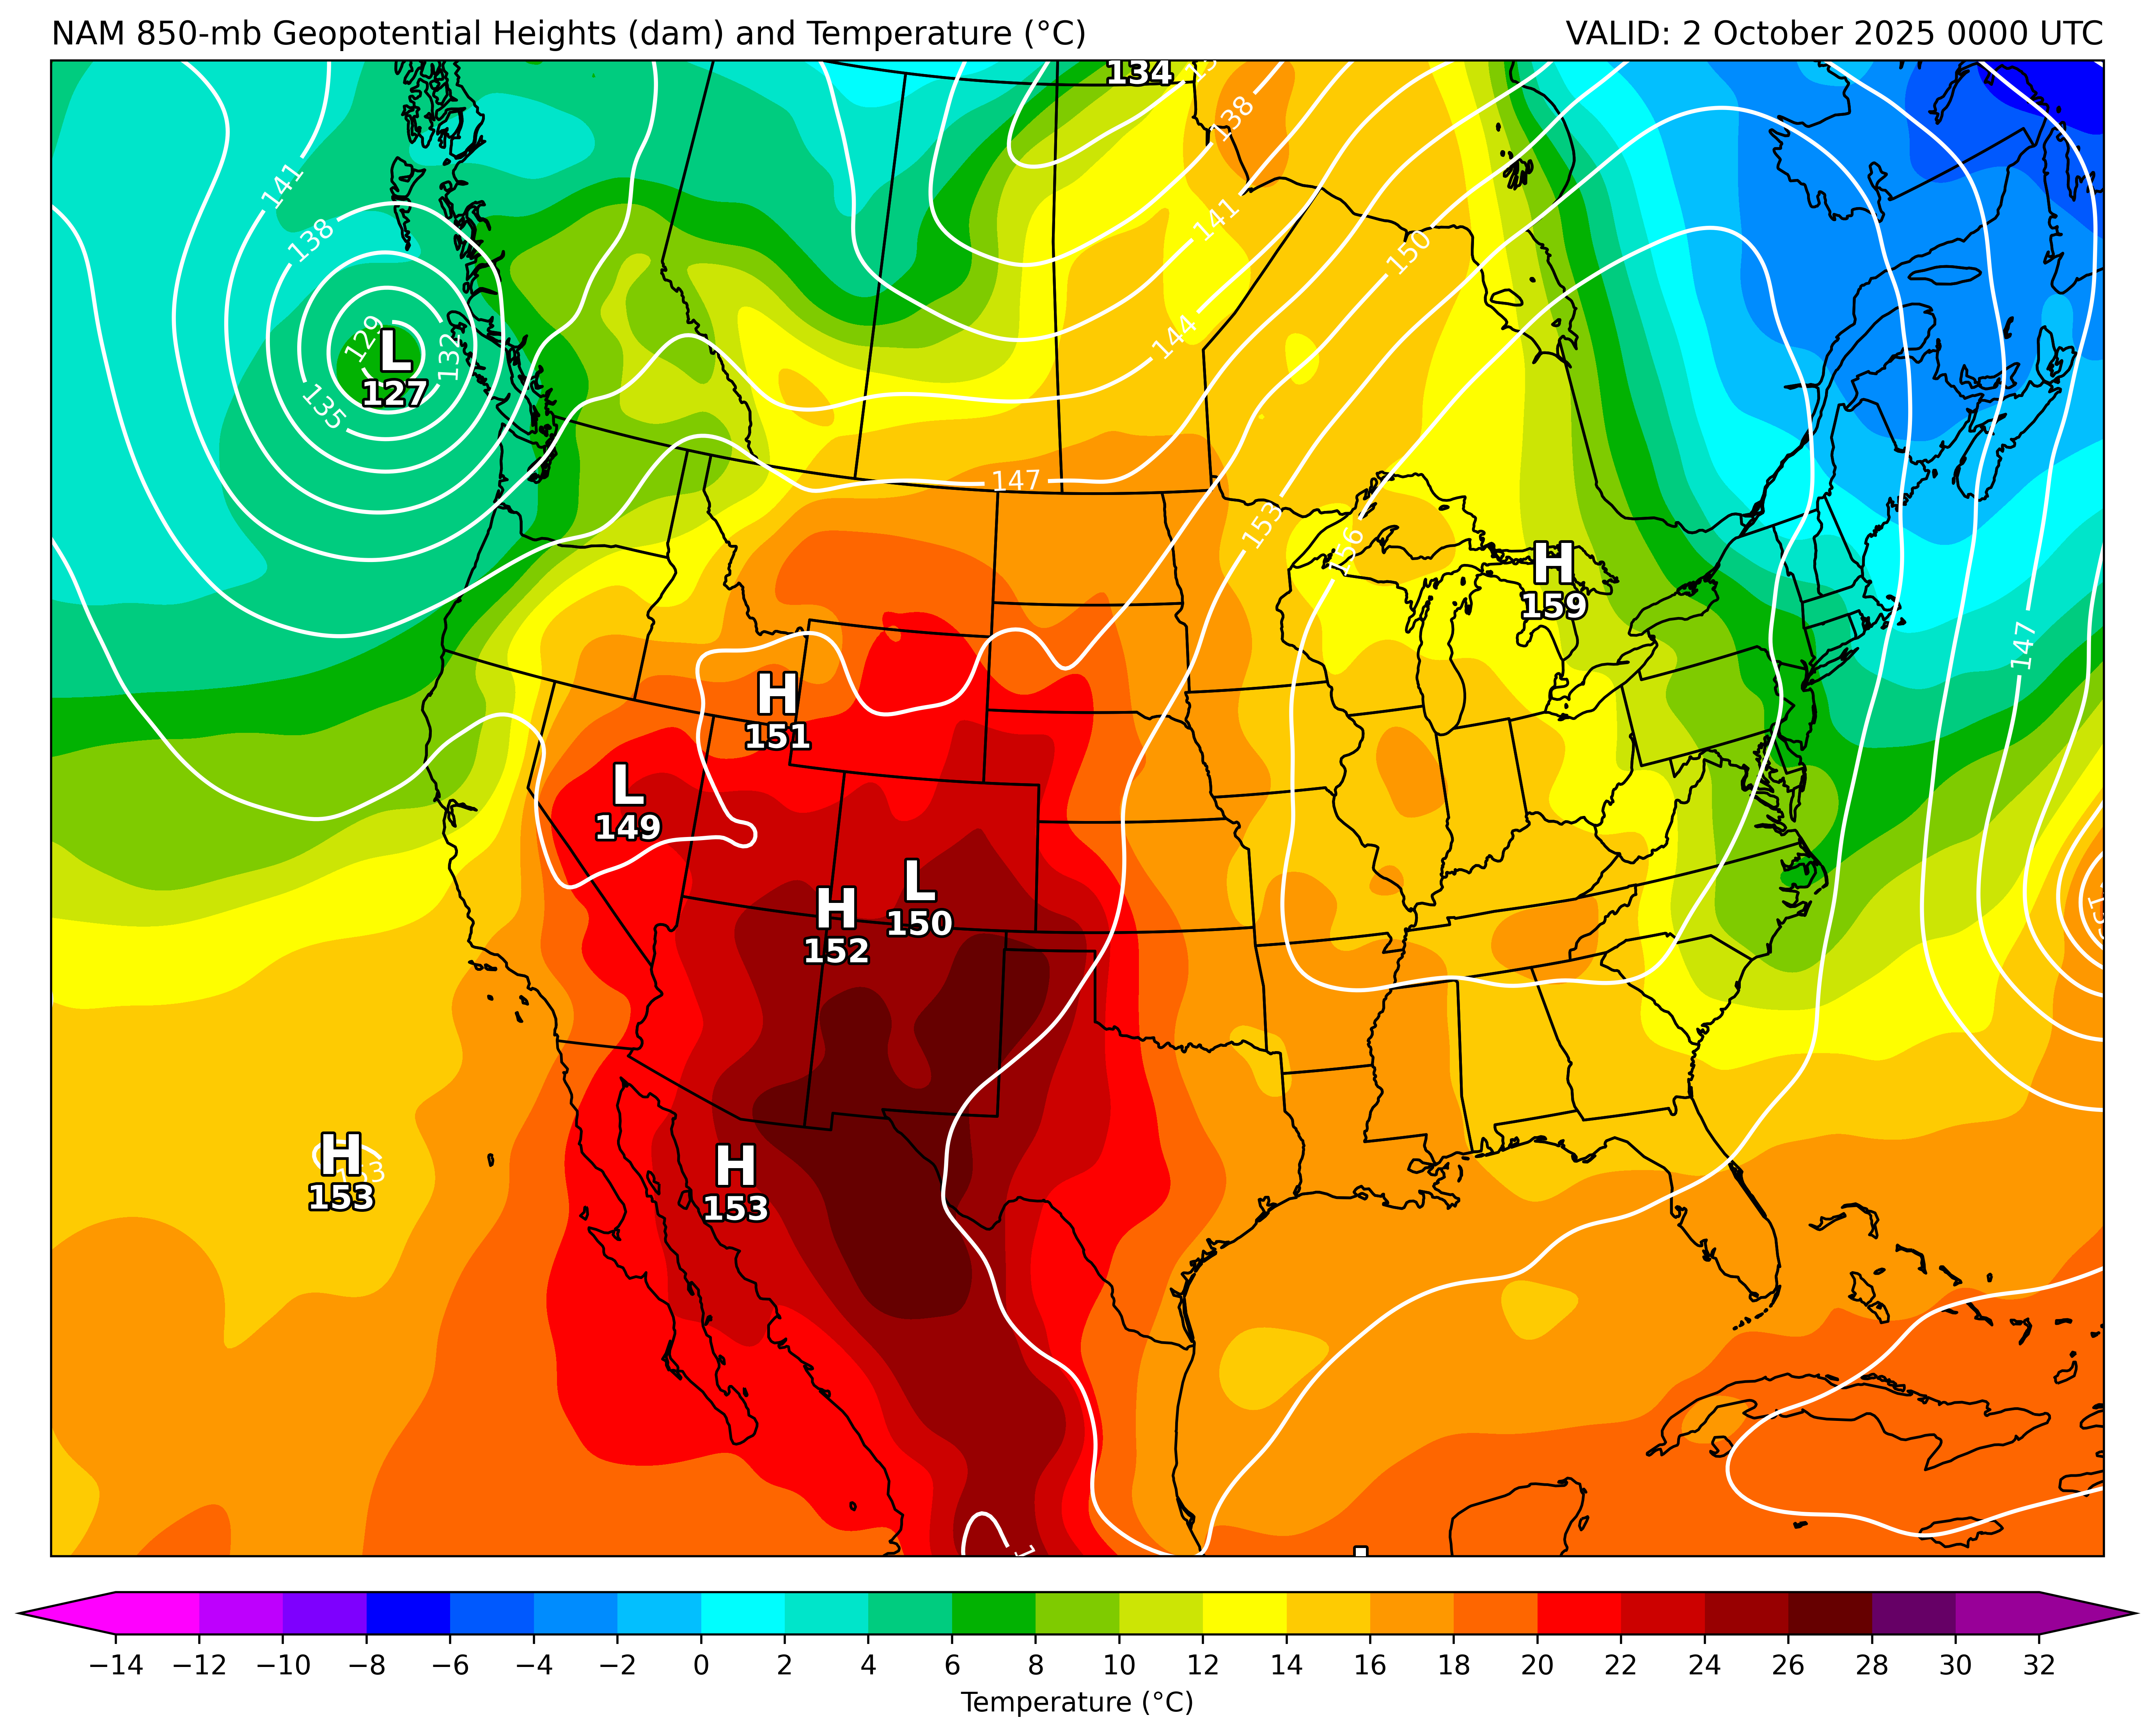 NAM 850-mb Geopotential Heights (dam) and Temperature (°C)
VALID: 2 October 2025 0000 UTC
134
138
141
138
141
150
129
L
127
132
144
135
147
153
156
H
159
147
H
151
L
149
L
150
H
152
H
153
153
H
153
−14 −12 −10 −8 −6 −4 −2 0 2 4 6 8 10 12 14 16 18 20 22 24 26 28 30 32
Temperature (°C)